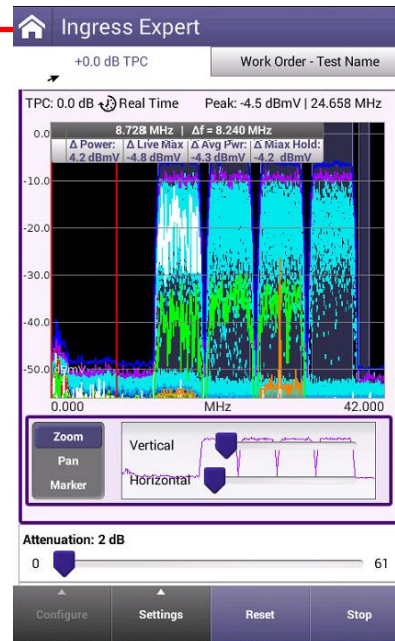 Ingress Expert
+0.0 dB TPC
Work Order - Test Name
TPC: 0.0 dB Real Time Peak: -4.5 dBmV | 24.658 MHz
8.728 MHz | Δf = 8.240 MHz
Δ Power: Δ Live Max Δ Avg Pwr: Δ Max Hold:
4.2 dBmV -4.8 dBmV -4.3 dBmV -4.2 dBmV
0.0
-10.0
-20.0
-30.0
-40.0
-50.0
dBmV
0.000 MHz 42.000
Zoom
Pan
Marker
Vertical
Horizontal
Attenuation: 2 dB
0 61
Configure Settings Reset Stop